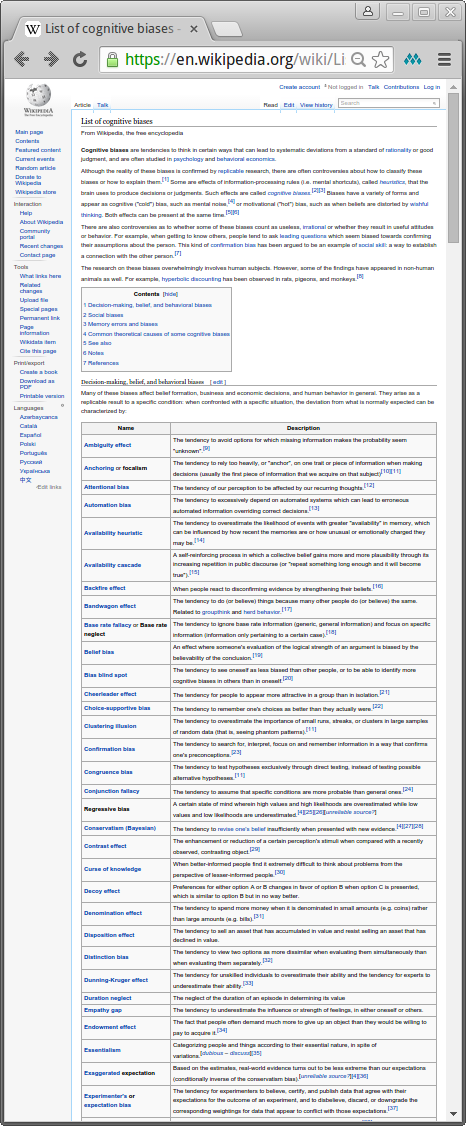 List of cognitive biases -
https://en.wikipedia.org/wiki/Li
WIKIPEDIA
The Free Encyclopedia
Create account Not logged in Talk Contributions Log in
Article Talk Read Edit View history Search
Main page
Contents
Featured content
Current events
Random article
Donate to
Wikipedia
Wikipedia store
Interaction
Help
About Wikipedia
Community
portal
Recent changes
Contact page
Tools
What links here
Related
changes
Upload file
Special pages
Permanent link
Page
information
Wikidata item
Cite this page
Print/export
Create a book
Download as
PDF
Printable version
Languages
Azərbaycanca
Català
Español
Polski
Português
Русский
Українська
中文
Edit links
List of cognitive biases
From Wikipedia, the free encyclopedia
Cognitive biases are tendencies to think in certain ways that can lead to systematic deviations from a standard of rationality or good
judgment, and are often studied in psychology and behavioral economics.
Although the reality of these biases is confirmed by replicable research, there are often controversies about how to classify these
biases or how to explain them.[1] Some are effects of information-processing rules (i.e. mental shortcuts), called heuristics, that the
brain uses to produce decisions or judgments. Such effects are called cognitive biases.[2][3] Biases have a variety of forms and
appear as cognitive ("cold") bias, such as mental noise,[4] or motivational ("hot") bias, such as when beliefs are distorted by wishful
thinking. Both effects can be present at the same time.[5][6]
There are also controversies as to whether some of these biases count as useless, irrational or whether they result in useful attitudes
or behavior. For example, when getting to know others, people tend to ask leading questions which seem biased towards confirming
their assumptions about the person. This kind of confirmation bias has been argued to be an example of social skill: a way to establish
a connection with the other person.[7]
The research on these biases overwhelmingly involves human subjects. However, some of the findings have appeared in non-human
animals as well. For example, hyperbolic discounting has been observed in rats, pigeons, and monkeys.[8]
Contents [hide]
1 Decision-making, belief, and behavioral biases
2 Social biases
3 Memory errors and biases
4 Common theoretical causes of some cognitive biases
5 See also
6 Notes
7 References
Decision-making, belief, and behavioral biases [ edit ]
Many of these biases affect belief formation, business and economic decisions, and human behavior in general. They arise as a
replicable result to a specific condition: when confronted with a specific situation, the deviation from what is normally expected can be
characterized by:
Name Description
Ambiguity effect The tendency to avoid options for which missing information makes the probability seem
"unknown".[9]
Anchoring or focalism The tendency to rely too heavily, or "anchor", on one trait or piece of information when making
decisions (usually the first piece of information that we acquire on that subject)[10][11]
Attentional bias The tendency of our perception to be affected by our recurring thoughts.[12]
Automation bias The tendency to excessively depend on automated systems which can lead to erroneous
automated information overriding correct decisions.[13]
Availability heuristic The tendency to overestimate the likelihood of events with greater "availability" in memory, which
can be influenced by how recent the memories are or how unusual or emotionally charged they
may be.[14]
Availability cascade A self-reinforcing process in which a collective belief gains more and more plausibility through its
increasing repetition in public discourse (or "repeat something long enough and it will become
true").[15]
Backfire effect When people react to disconfirming evidence by strengthening their beliefs.[16]
Bandwagon effect The tendency to do (or believe) things because many other people do (or believe) the same.
Related to groupthink and herd behavior.[17]
Base rate fallacy or Base rate
neglect The tendency to ignore base rate information (generic, general information) and focus on specific
information (information only pertaining to a certain case).[18]
Belief bias An effect where someone's evaluation of the logical strength of an argument is biased by the
believability of the conclusion.[19]
Bias blind spot The tendency to see oneself as less biased than other people, or to be able to identify more
cognitive biases in others than in oneself.[20]
Cheerleader effect The tendency for people to appear more attractive in a group than in isolation.[21]
Choice-supportive bias The tendency to remember one's choices as better than they actually were.[22]
Clustering illusion The tendency to overestimate the importance of small runs, streaks, or clusters in large samples
of random data (that is, seeing phantom patterns).[11]
Confirmation bias The tendency to search for, interpret, focus on and remember information in a way that confirms
one's preconceptions.[23]
Congruence bias The tendency to test hypotheses exclusively through direct testing, instead of testing possible
alternative hypotheses.[11]
Conjunction fallacy The tendency to assume that specific conditions are more probable than general ones.[24]
Regressive bias A certain state of mind wherein high values and high likelihoods are overestimated while low
values and low likelihoods are underestimated.[4][25][26][unreliable source?]
Conservatism (Bayesian) The tendency to revise one's belief insufficiently when presented with new evidence.[4][27][28]
Contrast effect The enhancement or reduction of a certain perception's stimuli when compared with a recently
observed, contrasting object.[29]
Curse of knowledge When better-informed people find it extremely difficult to think about problems from the
perspective of lesser-informed people.[30]
Decoy effect Preferences for either option A or B changes in favor of option B when option C is presented,
which is similar to option B but in no way better.
Denomination effect The tendency to spend more money when it is denominated in small amounts (e.g. coins) rather
than large amounts (e.g. bills).[31]
Disposition effect The tendency to sell an asset that has accumulated in value and resist selling an asset that has
declined in value.
Distinction bias The tendency to view two options as more dissimilar when evaluating them simultaneously than
when evaluating them separately.[32]
Dunning-Kruger effect The tendency for unskilled individuals to overestimate their ability and the tendency for experts to
underestimate their ability.[33]
Duration neglect The neglect of the duration of an episode in determining its value
Empathy gap The tendency to underestimate the influence or strength of feelings, in either oneself or others.
Endowment effect The fact that people often demand much more to give up an object than they would be willing to
pay to acquire it.[34]
Essentialism Categorizing people and things according to their essential nature, in spite of
variations.[dubious – discuss][35]
Exaggerated expectation Based on the estimates, real-world evidence turns out to be less extreme than our expectations
(conditionally inverse of the conservatism bias).[unreliable source?][4][36]
Experimenter's or
expectation bias The tendency for experimenters to believe, certify, and publish data that agree with their
expectations for the outcome of an experiment, and to disbelieve, discard, or downgrade the
corresponding weightings for data that appear to conflict with those expectations.[37]